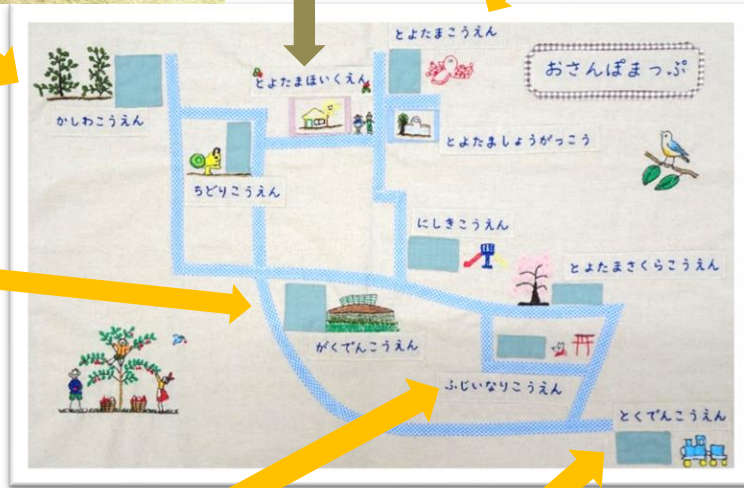 とよたまこうえん
おさんぽまっぷ
とよたまほいくえん
かしわこうえん
とよたましょうがっこう
ちどりこうえん
にしきこうえん
とよたまさくらこうえん
がくでんこうえん
ふじいなりこうえん
とくでんこうえん